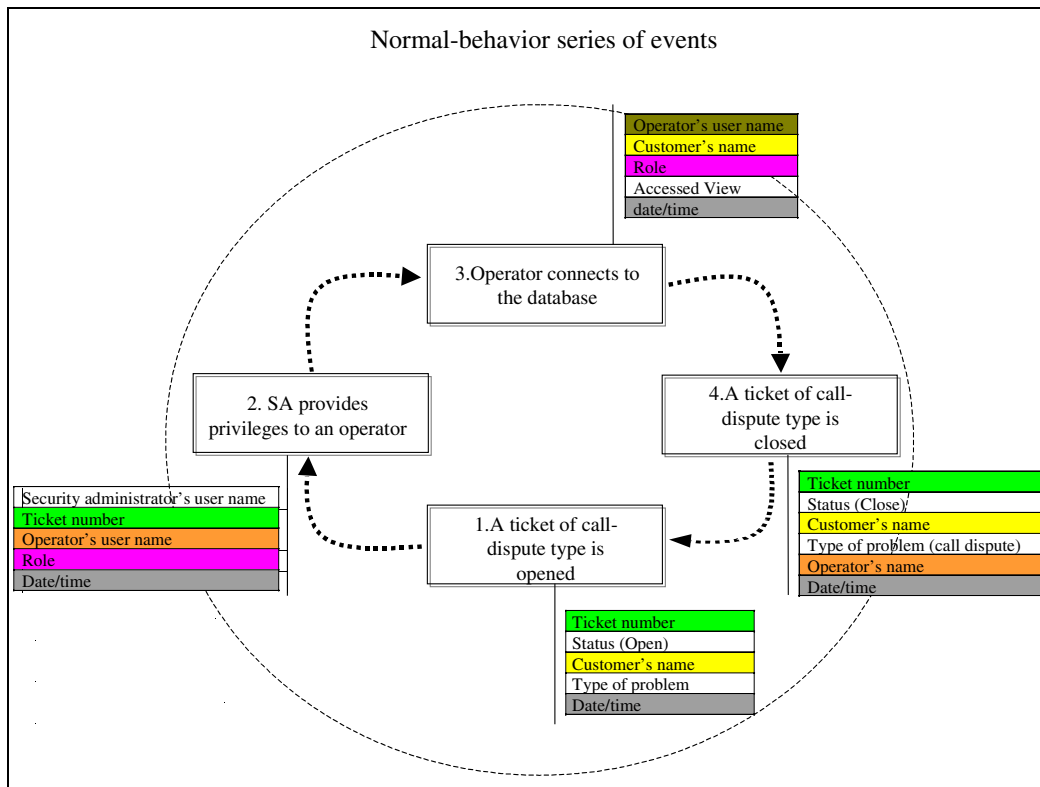 Normal-behavior series of events
Operator's user name
Customer's name
Role
Accessed View
date/time
3.Operator connects to
the database
2. SA provides
privileges to an operator
4.A ticket of call-
dispute type is
closed
Security administrator's user name
Ticket number
Operator's user name
Role
Date/time
1.A ticket of call-
dispute type is
opened
Ticket number
Status (Close)
Customer's name
Type of problem (call dispute)
Operator's name
Date/time
Ticket number
Status (Open)
Customer's name
Type of problem
Date/time